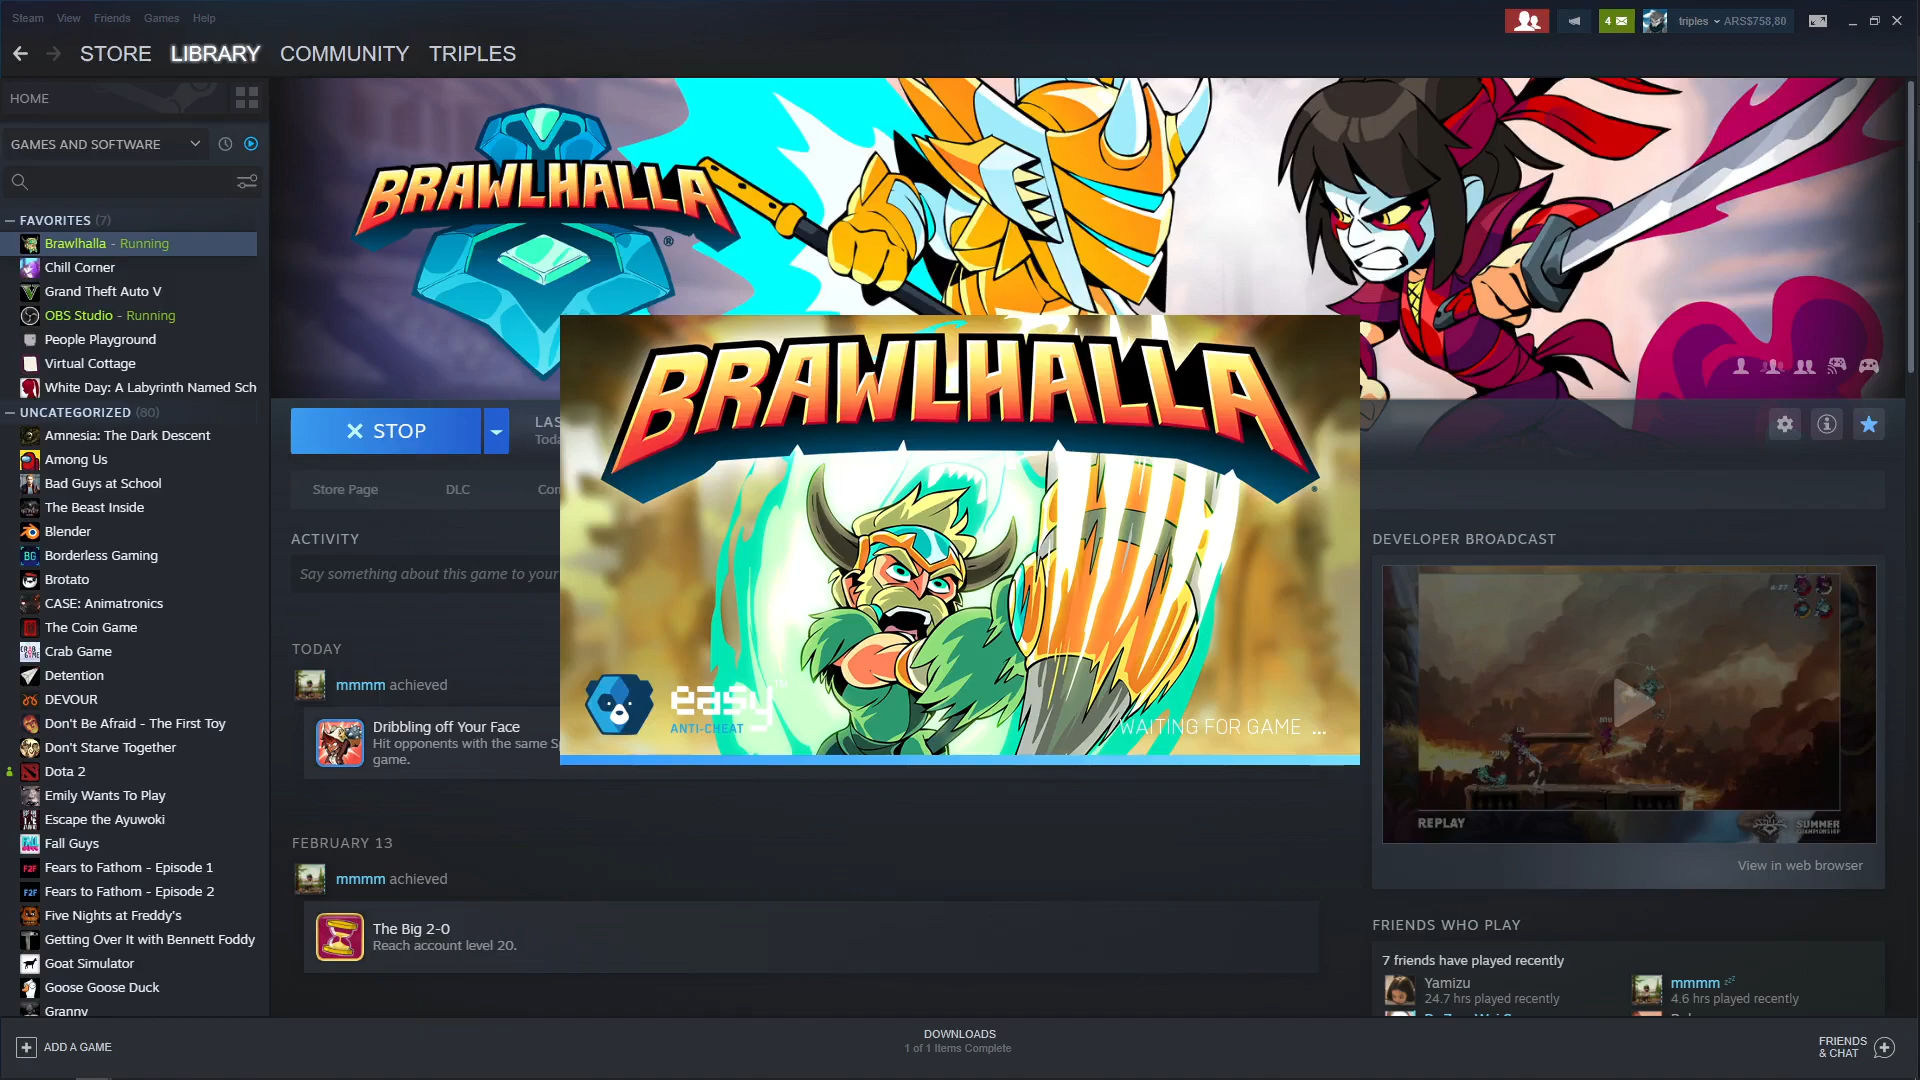 Steam View Friends Games Help
4 triples ARS$758,80
STORE LIBRARY COMMUNITY TRIPLES
HOME
GAMES AND SOFTWARE
FAVORITES (7)
Brawlhalla - Running
Chill Corner
Grand Theft Auto V
OBS Studio - Running
People Playground
Virtual Cottage
White Day: A Labyrinth Named Sch
UNCATEGORIZED (80)
Amnesia: The Dark Descent
Among Us
Bad Guys at School
The Beast Inside
Blender
Borderless Gaming
Brotato
CASE: Animatronics
The Coin Game
Crab Game
Detention
DEVOUR
Don't Be Afraid - The First Toy
Don't Starve Together
Dota 2
Emily Wants To Play
Escape the Ayuwoki
Fall Guys
Fears to Fathom - Episode 1
Fears to Fathom - Episode 2
Five Nights at Freddy's
Getting Over It with Bennett Foddy
Goat Simulator
Goose Goose Duck
Granny
BRAWLHALLA ®
STOP
LAS
Toda
Store Page DLC Con
ACTIVITY
Say something about this game to your
TODAY
mmmm achieved
Dribbling off Your Face
Hit opponents with the same S
game.
FEBRUARY 13
mmmm achieved
The Big 2-0
Reach account level 20.
BRAWLHALLA
easy™
ANTI-CHEAT
WAITING FOR GAME ...
DEVELOPER BROADCAST
REPLAY
SUMMER
CHAMPIONSHIP
View in web browser
FRIENDS WHO PLAY
7 friends have played recently
Yamizu
24.7 hrs played recently
mmmm zzz
4.6 hrs played recently
ADD A GAME
DOWNLOADS
1 of 1 Items Complete
FRIENDS
& CHAT